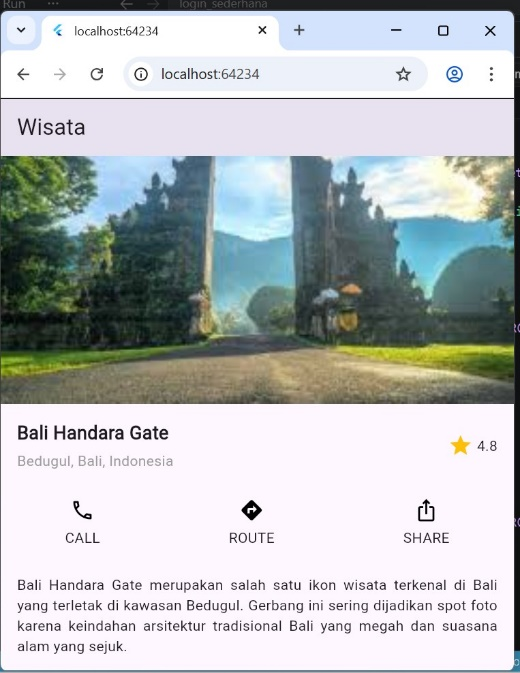 Run
login_sederhana
localhost:64234
localhost:64234
Wisata
Bali Handara Gate
Bedugul, Bali, Indonesia
4.8
CALL
ROUTE
SHARE
Bali Handara Gate merupakan salah satu ikon wisata terkenal di Bali
yang terletak di kawasan Bedugul. Gerbang ini sering dijadikan spot foto
karena keindahan arsitektur tradisional Bali yang megah dan suasana
alam yang sejuk.